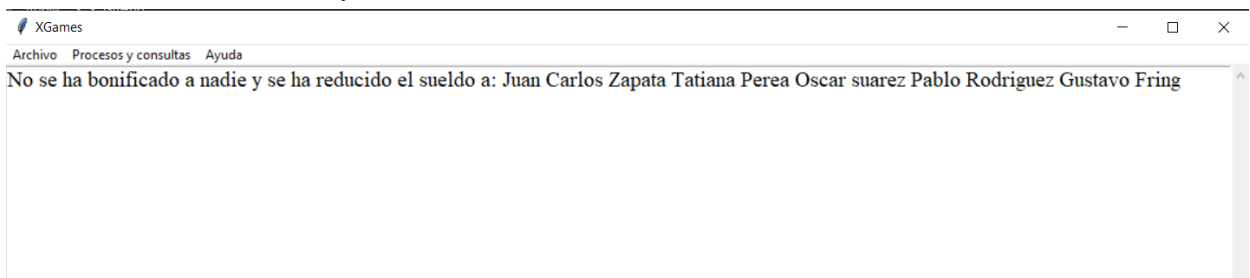 XGames
Archivo Procesos y consultas Ayuda
No se ha bonificado a nadie y se ha reducido el sueldo a: Juan Carlos Zapata Tatiana Perea Oscar suarez Pablo Rodriguez Gustavo Fring